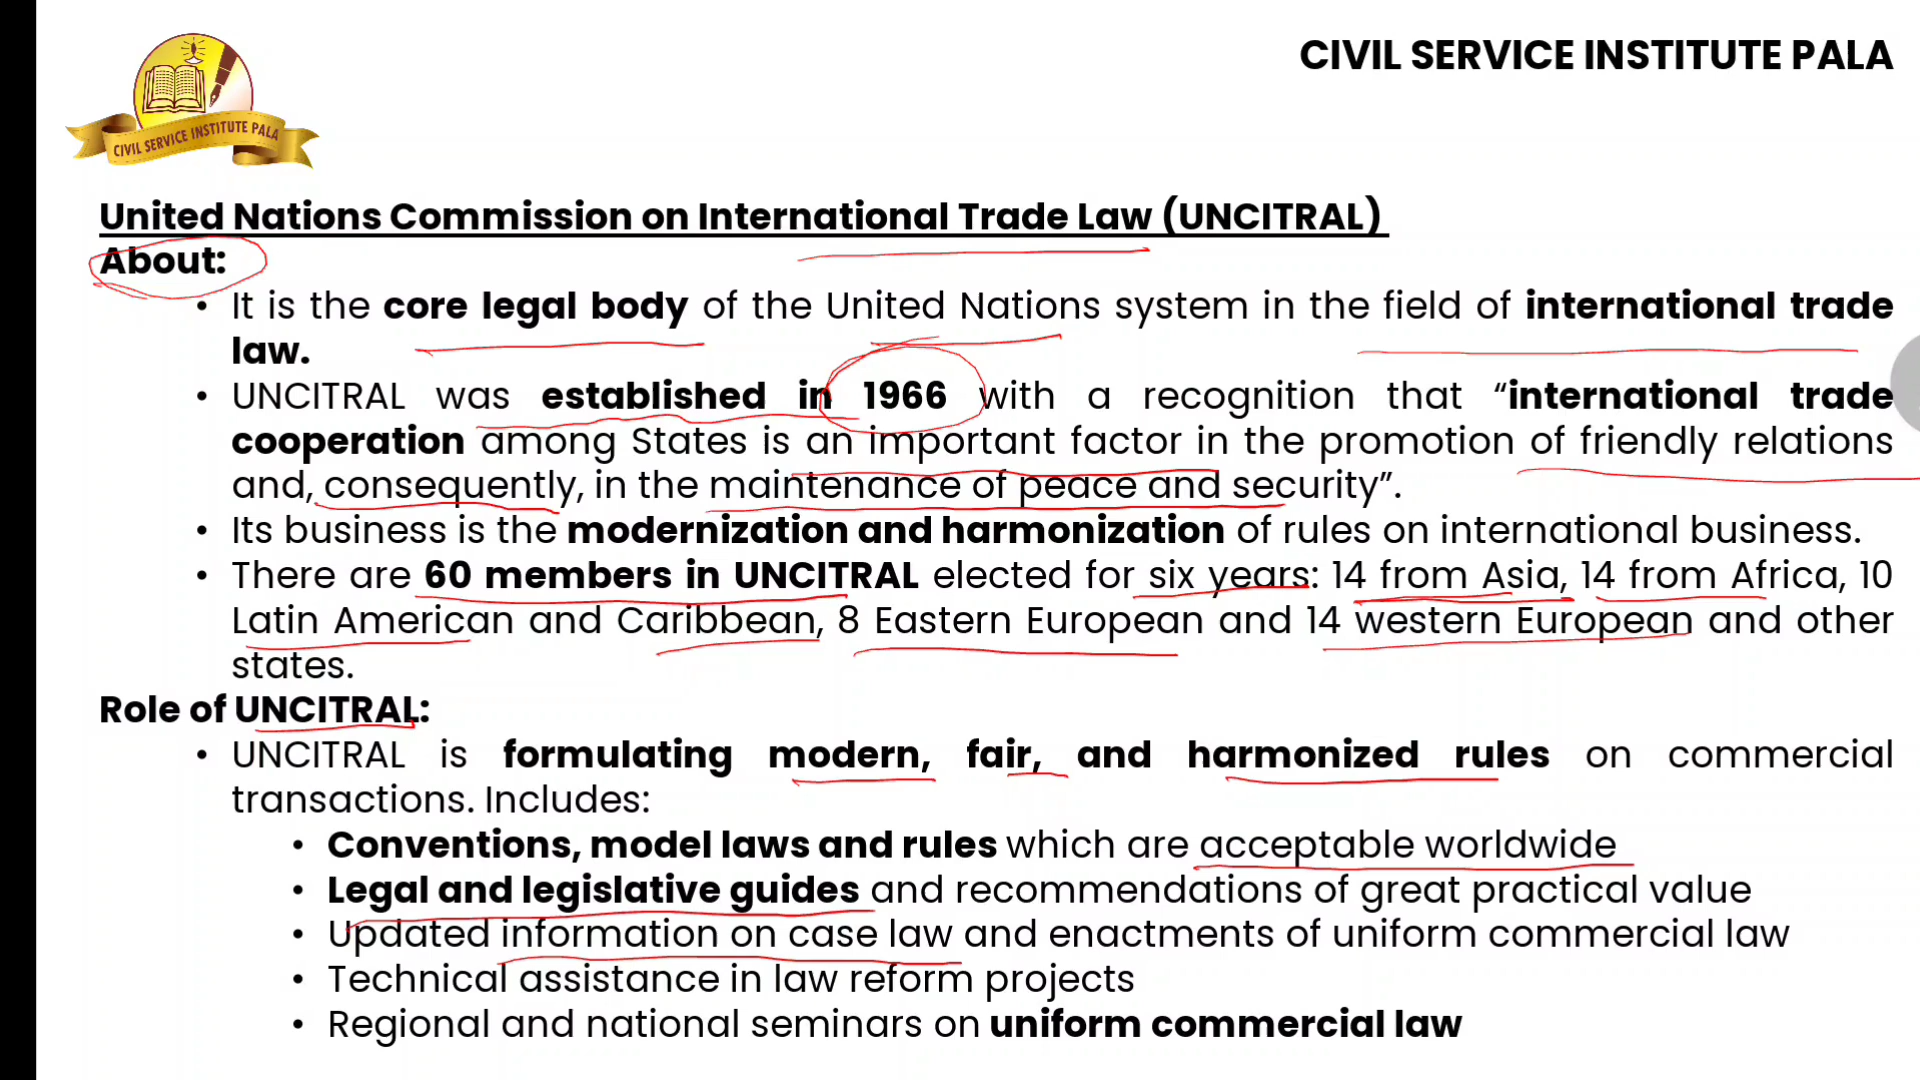 CIVIL SERVICE INSTITUTE PALA
CIVIL SERVICE INSTITUTE PALA
United Nations Commission on International Trade Law (UNCITRAL)
About:
• It is the core legal body of the United Nations system in the field of international trade
law.
• UNCITRAL was established in 1966 with a recognition that “international trade
cooperation among States is an important factor in the promotion of friendly relations
and, consequently, in the maintenance of peace and security”.
• Its business is the modernization and harmonization of rules on international business.
• There are 60 members in UNCITRAL elected for six years: 14 from Asia, 14 from Africa, 10
Latin American and Caribbean, 8 Eastern European and 14 western European and other
states.
Role of UNCITRAL:
• UNCITRAL is formulating modern, fair, and harmonized rules on commercial
transactions. Includes:
• Conventions, model laws and rules which are acceptable worldwide
• Legal and legislative guides and recommendations of great practical value
• Updated information on case law and enactments of uniform commercial law
• Technical assistance in law reform projects
• Regional and national seminars on uniform commercial law